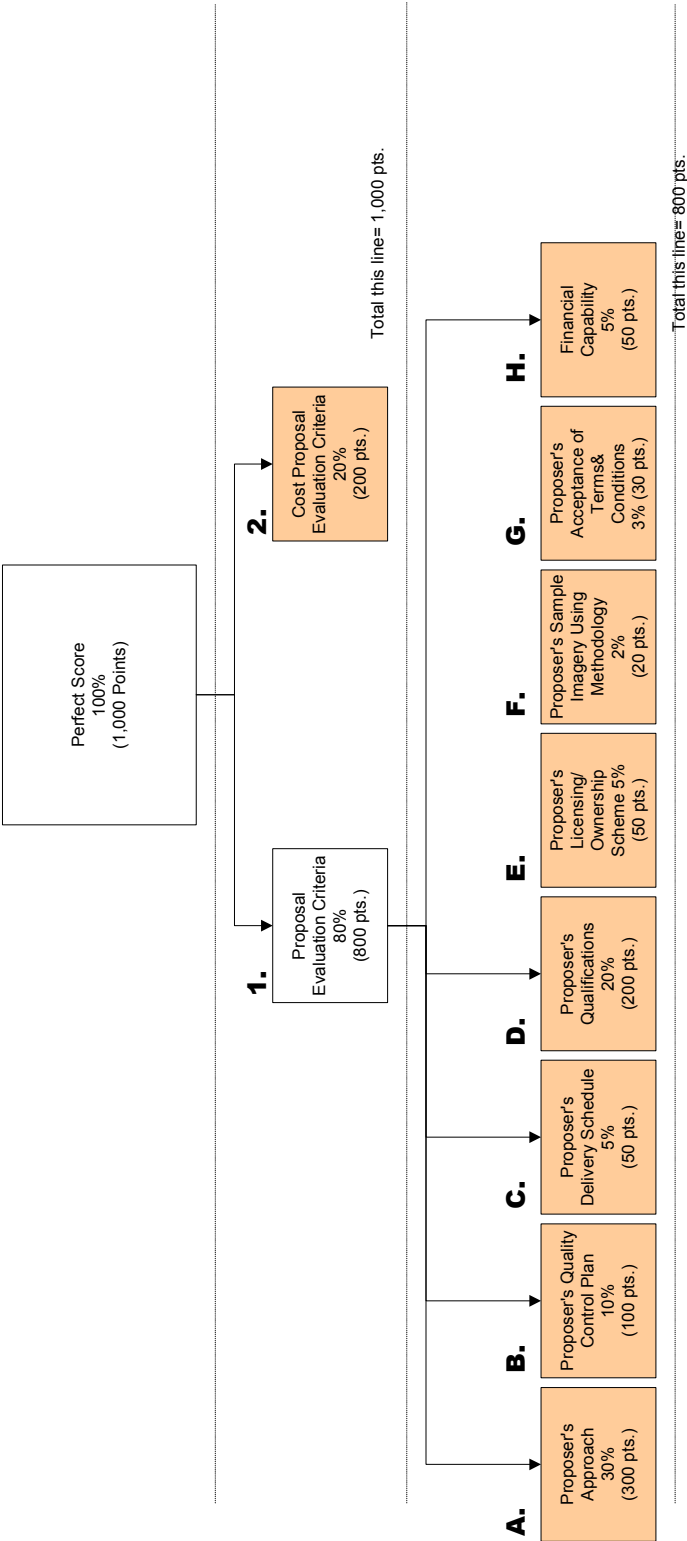 Perfect Score
100%
(1,000 Points)
1.
Proposal
Evaluation Criteria
80%
(800 pts.)
2.
Cost Proposal
Evaluation Criteria
20%
(200 pts.)
Total this line= 1,000 pts.
A.
Proposer's
Approach
30%
(300 pts.)
B.
Proposer's Quality
Control Plan
10%
(100 pts.)
C.
Proposer's
Delivery Schedule
5%
(50 pts.)
D.
Proposer's
Qualifications
20%
(200 pts.)
E.
Proposer's
Licensing/
Ownership
Scheme 5%
(50 pts.)
F.
Proposer's Sample
Imagery Using
Methodology
2%
(20 pts.)
G.
Proposer's
Acceptance of
Terms&
Conditions
3% (30 pts.)
H.
Financial
Capability
5%
(50 pts.)
Total this line= 800 pts.